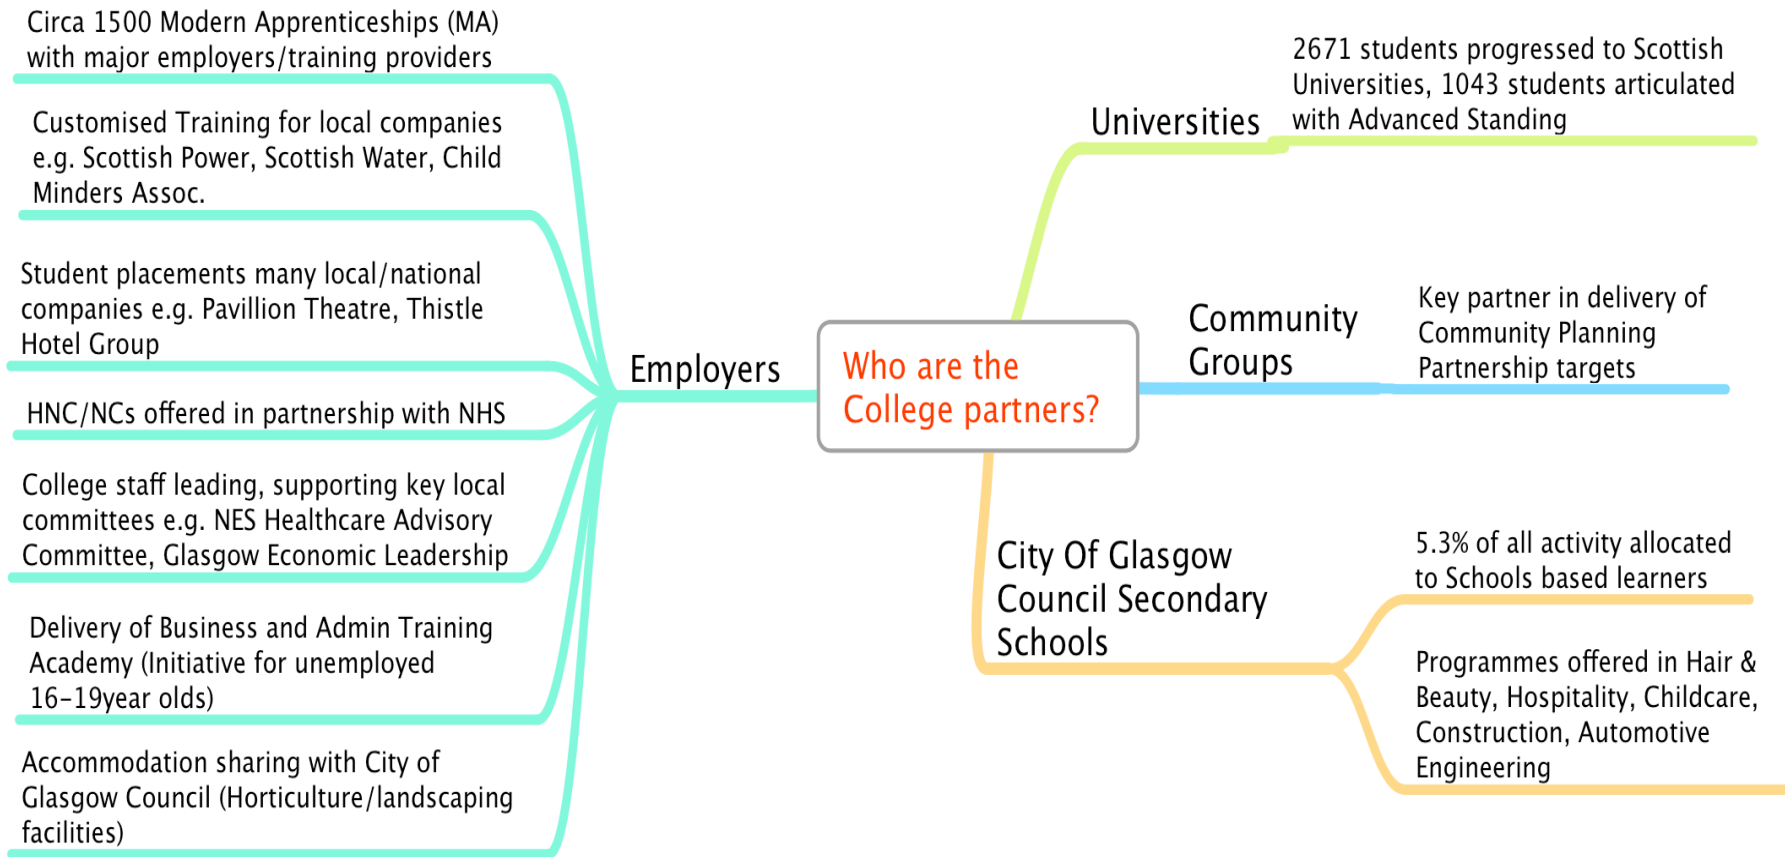 Circa 1500 Modern Apprenticeships (MA)
with major employers/training providers
Customised Training for local companies
e.g. Scottish Power, Scottish Water, Child
Minders Assoc.
Student placements many local/national
companies e.g. Pavillion Theatre, Thistle
Hotel Group
HNC/NCs offered in partnership with NHS
College staff leading, supporting key local
committees e.g. NES Healthcare Advisory
Committee, Glasgow Economic Leadership
Delivery of Business and Admin Training
Academy (Initiative for unemployed
16-19year olds)
Accommodation sharing with City of
Glasgow Council (Horticulture/landscaping
facilities)
Employers
Who are the
College partners?
Universities
2671 students progressed to Scottish
Universities, 1043 students articulated
with Advanced Standing
Community
Groups
Key partner in delivery of
Community Planning
Partnership targets
City Of Glasgow
Council Secondary
Schools
5.3% of all activity allocated
to Schools based learners
Programmes offered in Hair &
Beauty, Hospitality, Childcare,
Construction, Automotive
Engineering